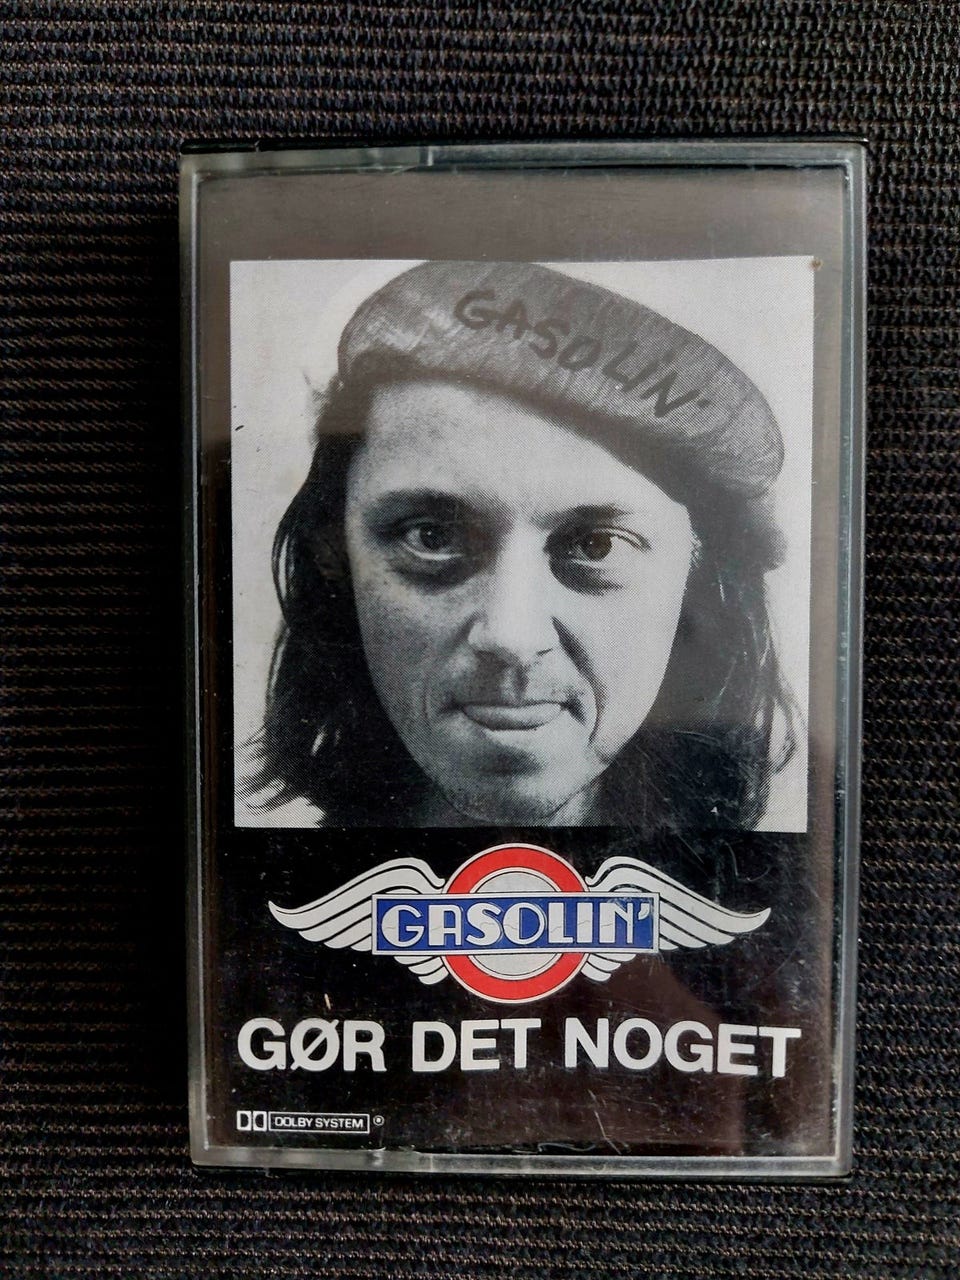 GASOLIN'
GASOLIN'
GØR DET NOGET
DOLBY SYSTEM ®